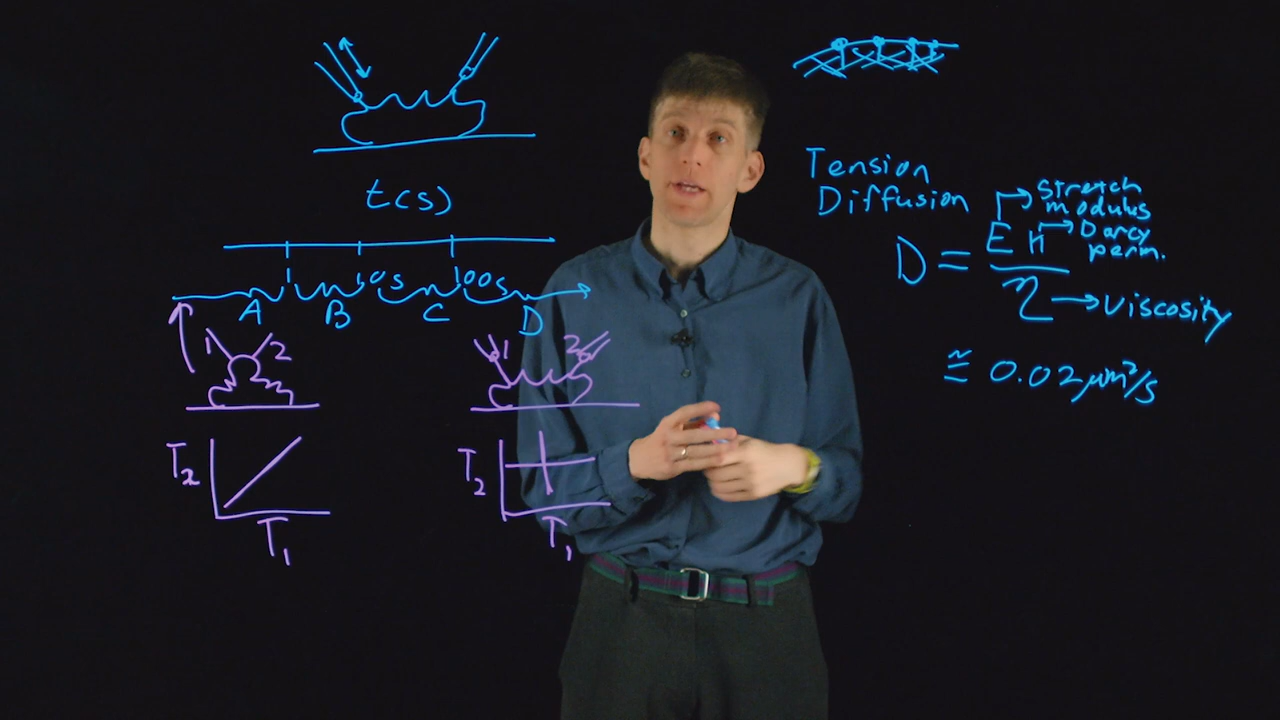 t(s)
1 10s 100s
A B C D
1 2
T₂
T₁
1 2
T₂
T₁
Tension
Diffusion
Stretch
modulus
Darcy
perm.
D = E k / η
Viscosity
≅ 0.02 μm²/s